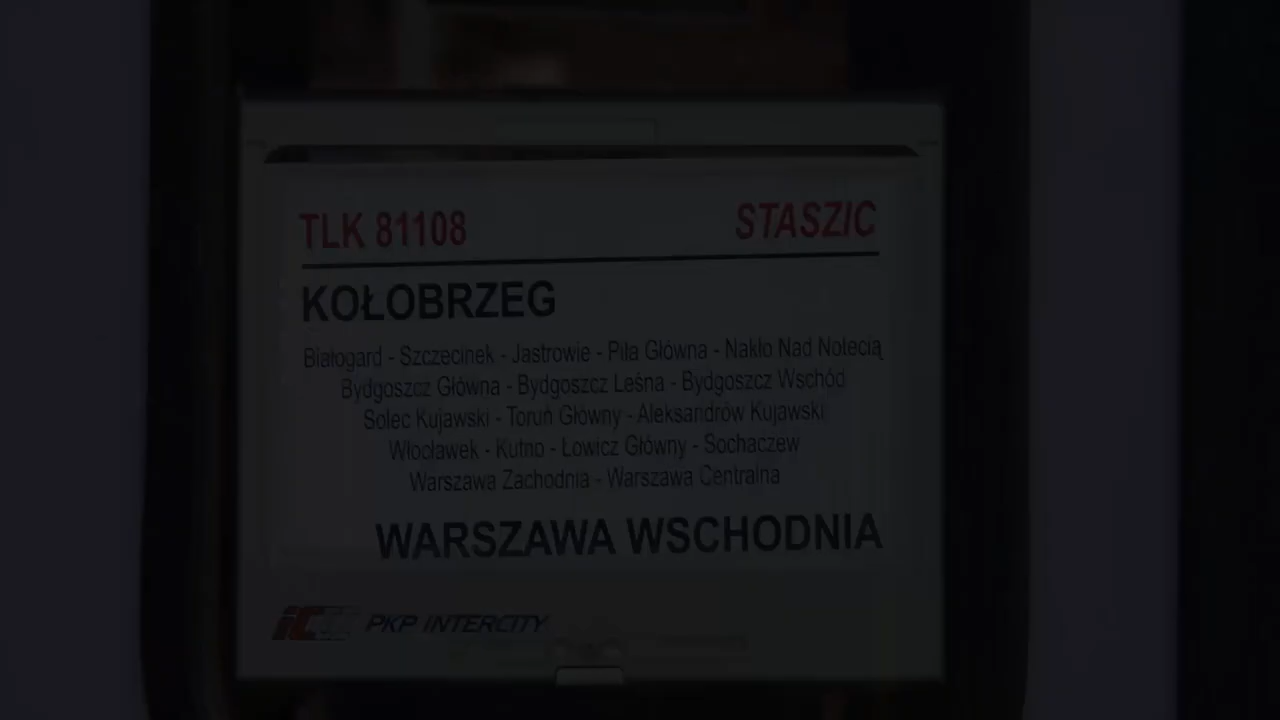 TLK 81108 STASZIC
KOŁOBRZEG
Białogard - Szczecinek - Jastrowie - Piła Główna - Nakło Nad Notecią
Bydgoszcz Główna - Bydgoszcz Leśna - Bydgoszcz Wschód
Solec Kujawski - Toruń Główny - Aleksandrów Kujawski
Włocławek - Kutno - Łowicz Główny - Sochaczew
Warszawa Zachodnia - Warszawa Centralna
WARSZAWA WSCHODNIA
IC PKP INTERCITY